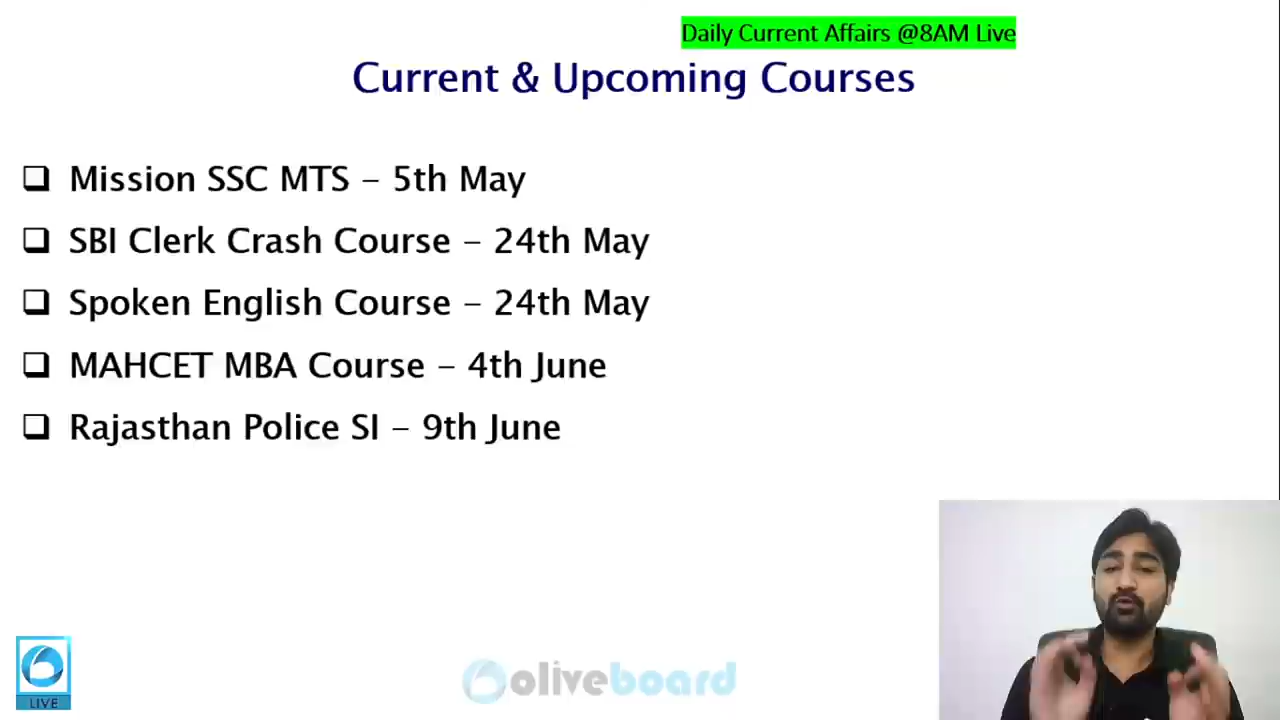 Daily Current Affairs @8AM Live
Current & Upcoming Courses
Mission SSC MTS – 5th May
SBI Clerk Crash Course – 24th May
Spoken English Course – 24th May
MAHCET MBA Course – 4th June
Rajasthan Police SI – 9th June
LIVE
oliveboard